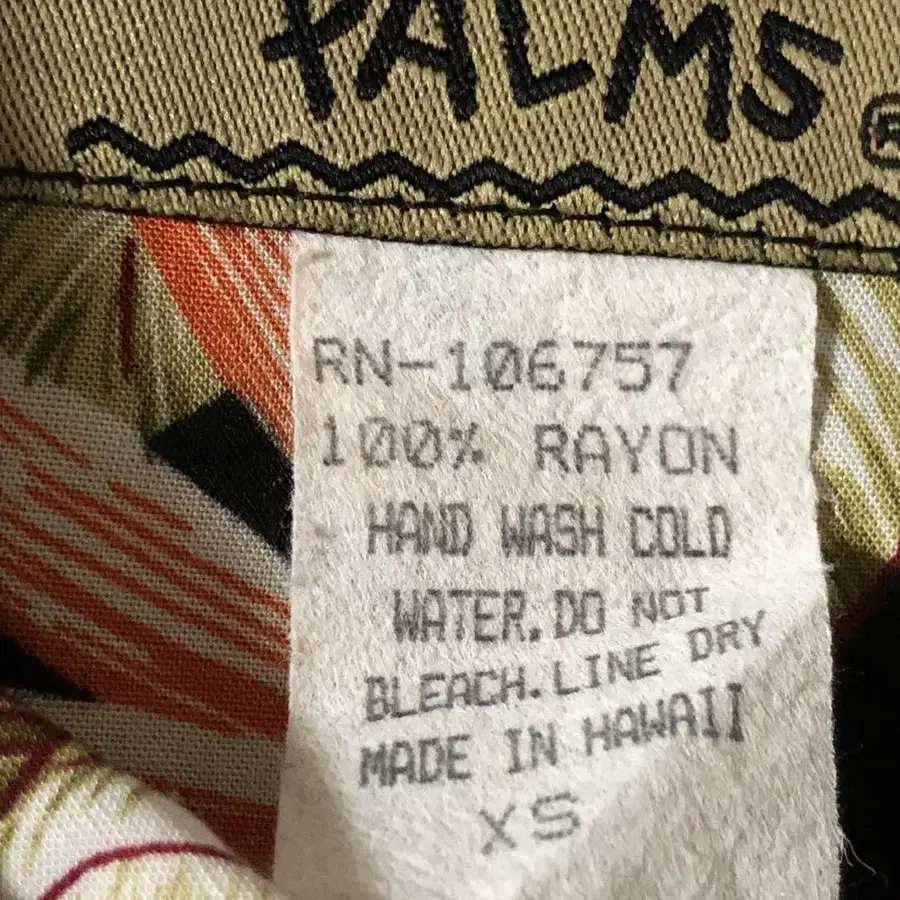 PALMS ®
RN-106757
100% RAYON
HAND WASH COLD
WATER. DO NOT
BLEACH. LINE DRY
MADE IN HAWAII
XS